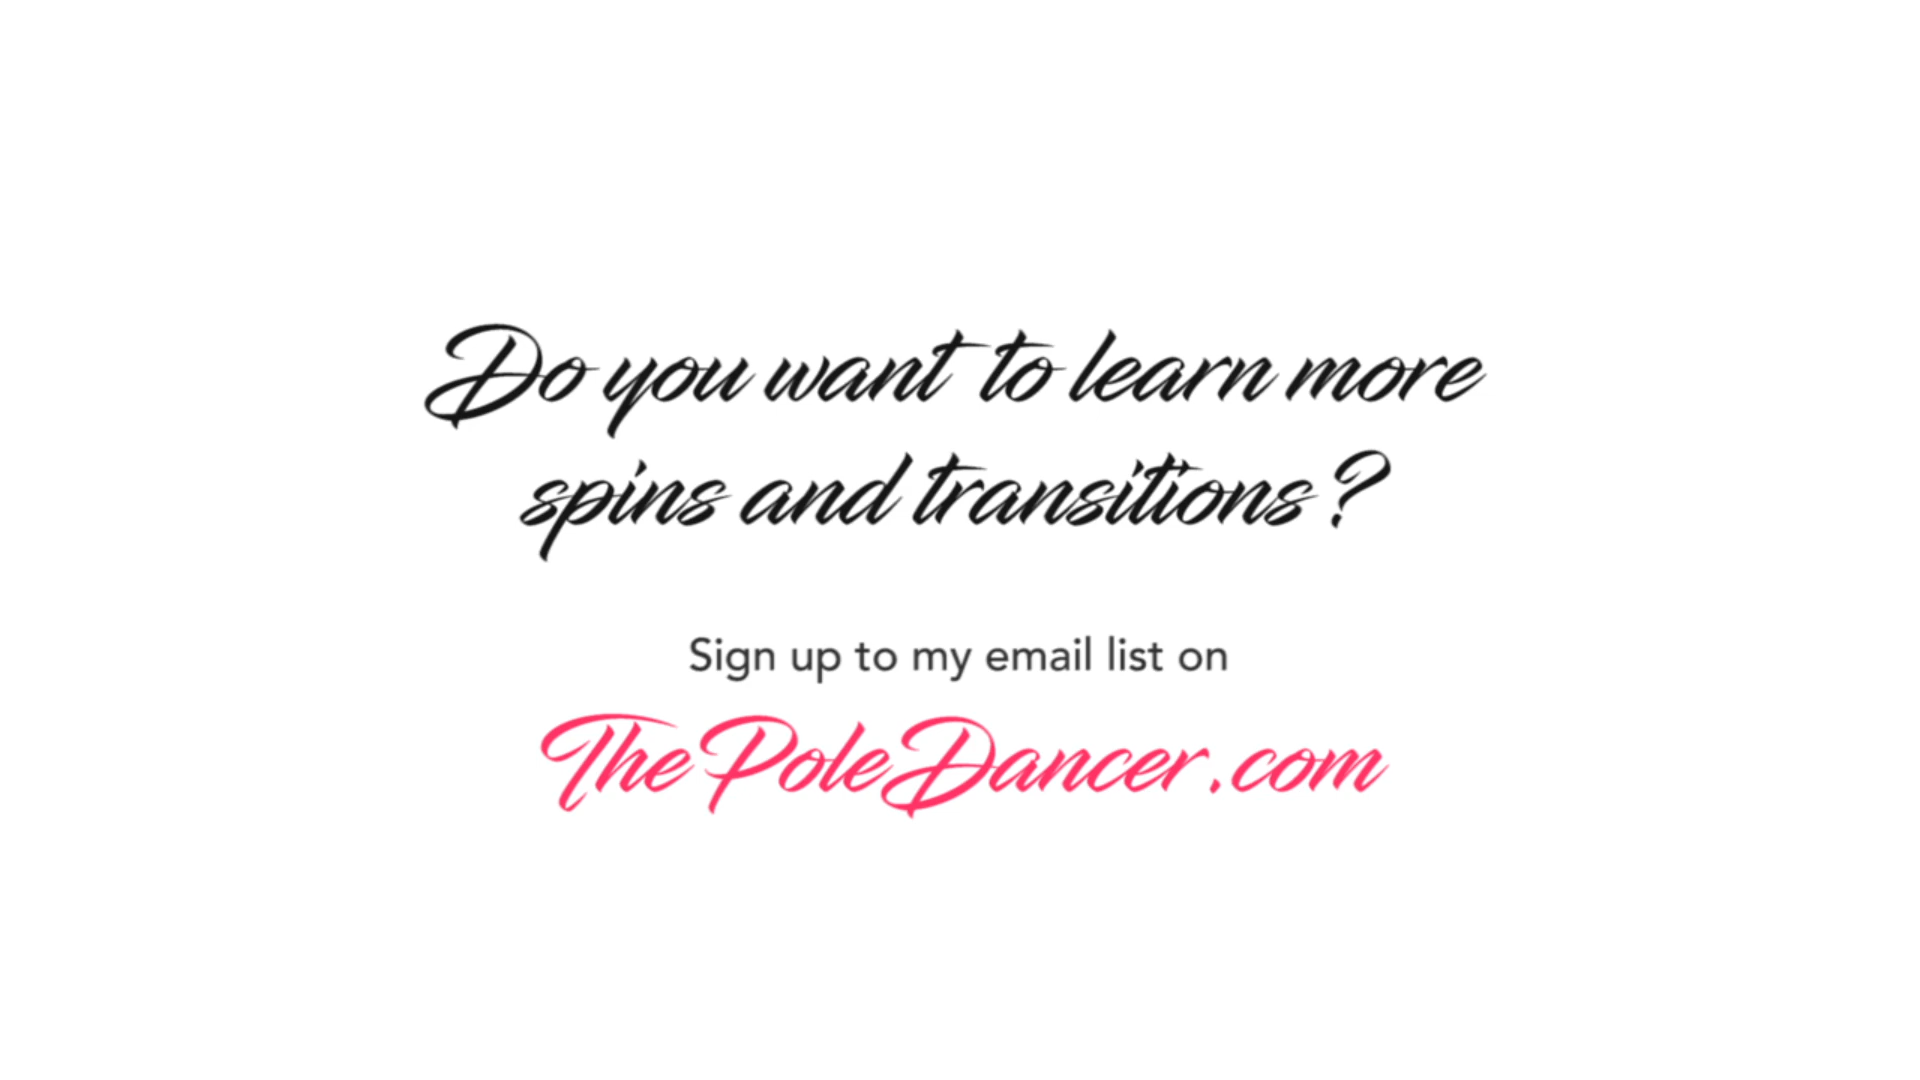 Do you want to learn more
spins and transitions?
Sign up to my email list on
ThePoleDancer.com